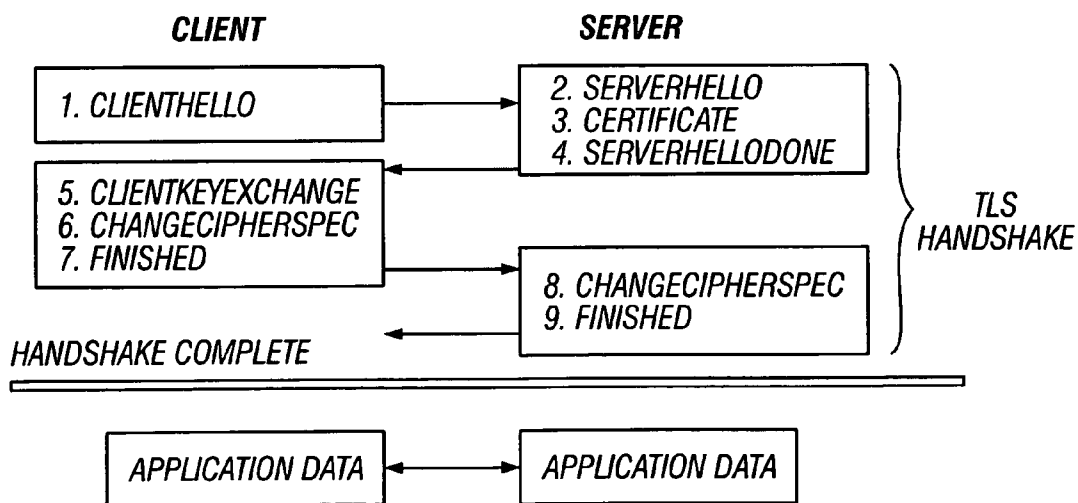 CLIENT
SERVER
1. CLIENTHELLO
2. SERVERHELLO
3. CERTIFICATE
4. SERVERHELLODONE
5. CLIENTKEYEXCHANGE
6. CHANGECIPHERSPEC
7. FINISHED
8. CHANGECIPHERSPEC
9. FINISHED
TLS
HANDSHAKE
HANDSHAKE COMPLETE
APPLICATION DATA
APPLICATION DATA